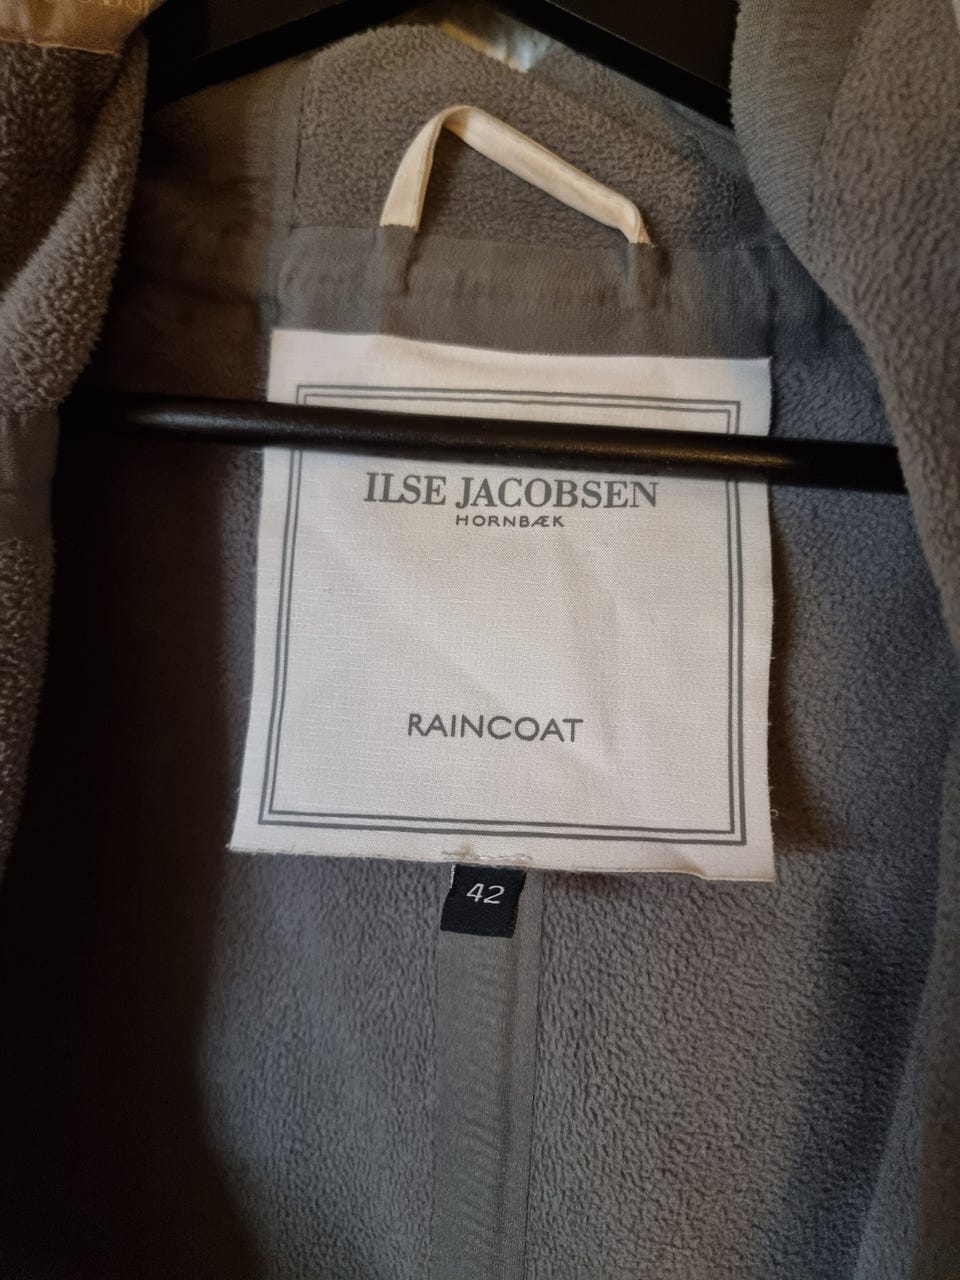 ILSE JACOBSEN
HORNBÆK
RAINCOAT
42